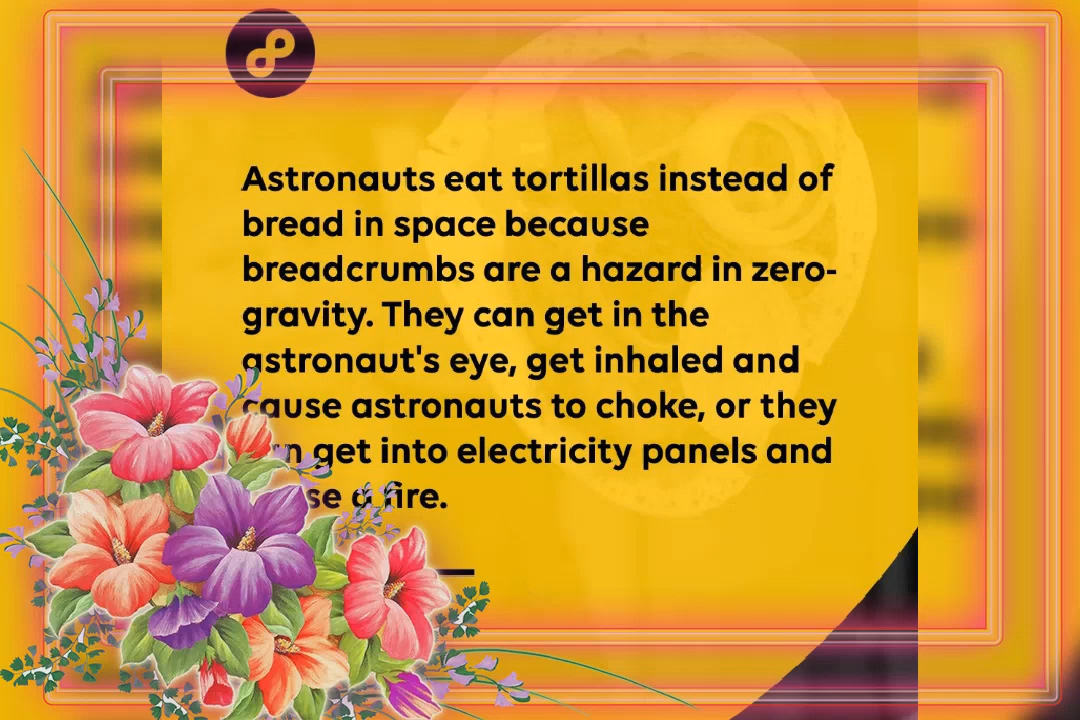 Astronauts eat tortillas instead of
bread in space because
breadcrumbs are a hazard in zero-
gravity. They can get in the
astronaut's eye, get inhaled and
cause astronauts to choke, or they
get into electricity panels and
a fire.